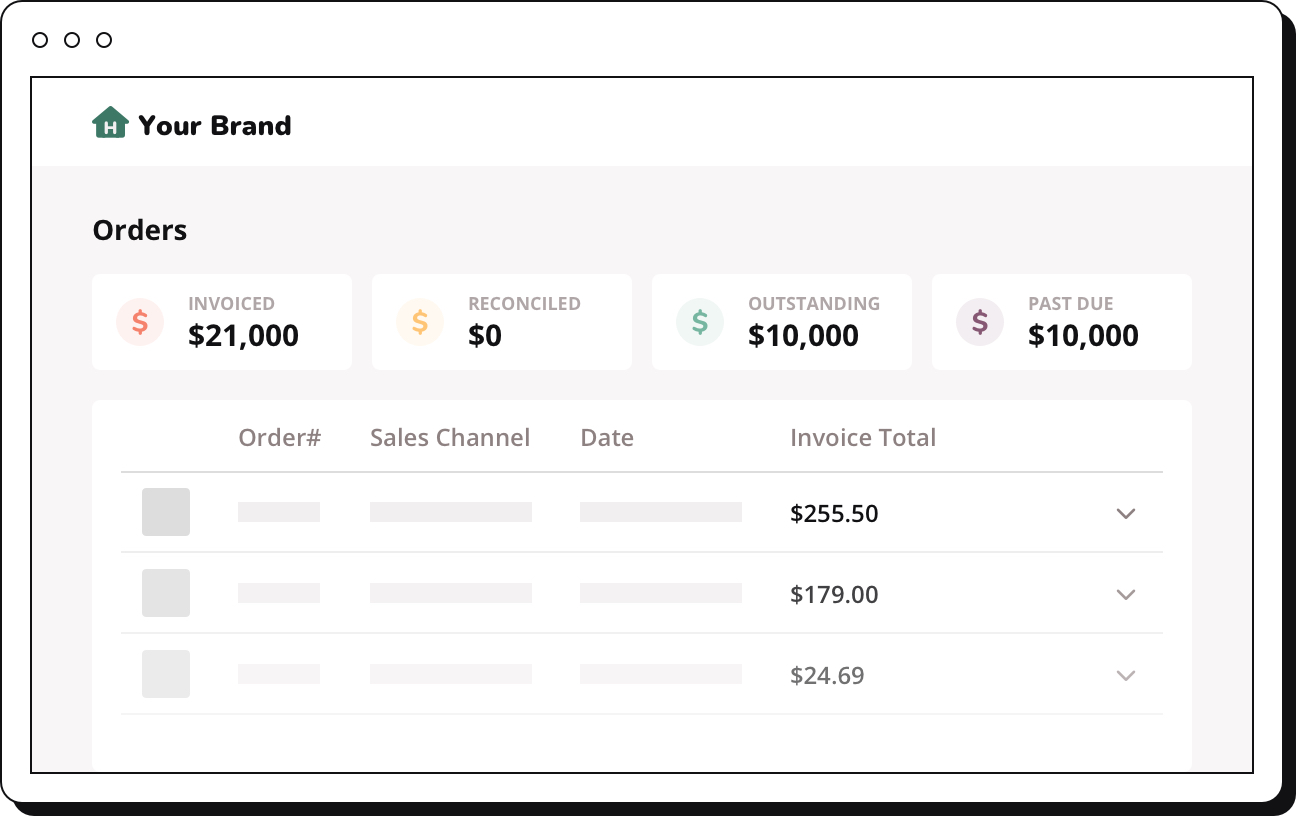 H Your Brand
Orders
INVOICED
$21,000
RECONCILED
$0
OUTSTANDING
$10,000
PAST DUE
$10,000
Order# Sales Channel Date Invoice Total
$255.50
$179.00
$24.69